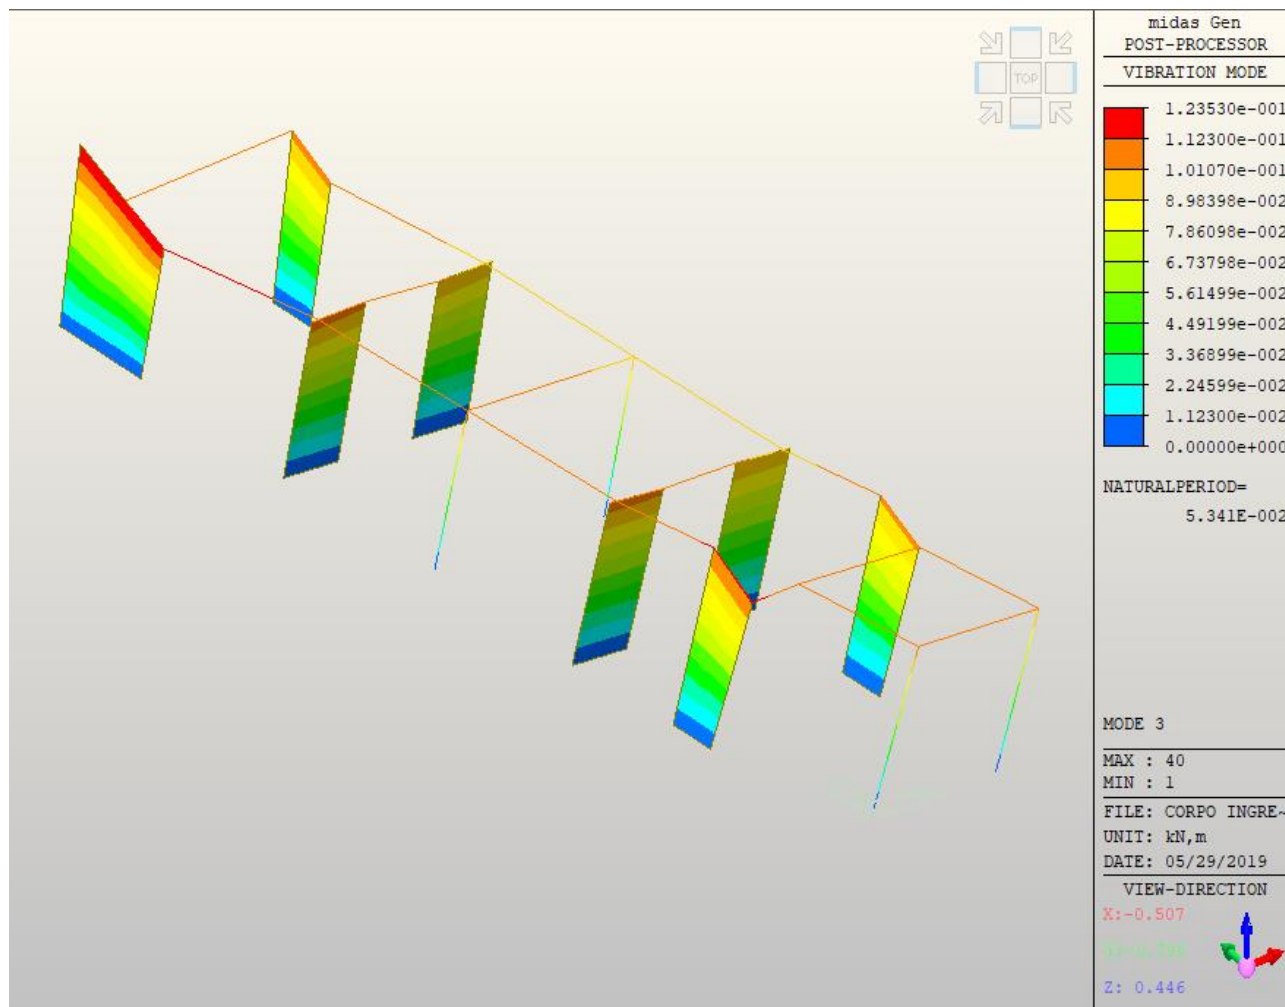 TOP
midas Gen
POST-PROCESSOR
VIBRATION MODE
1.23530e-001
1.12300e-001
1.01070e-001
8.98398e-002
7.86098e-002
6.73798e-002
5.61499e-002
4.49199e-002
3.36899e-002
2.24599e-002
1.12300e-002
0.00000e+000
NATURALPERIOD=
5.341E-002
MODE 3
MAX : 40
MIN : 1
FILE: CORPO INGRE~
UNIT: kN,m
DATE: 05/29/2019
VIEW-DIRECTION
X:-0.507
Z: 0.446